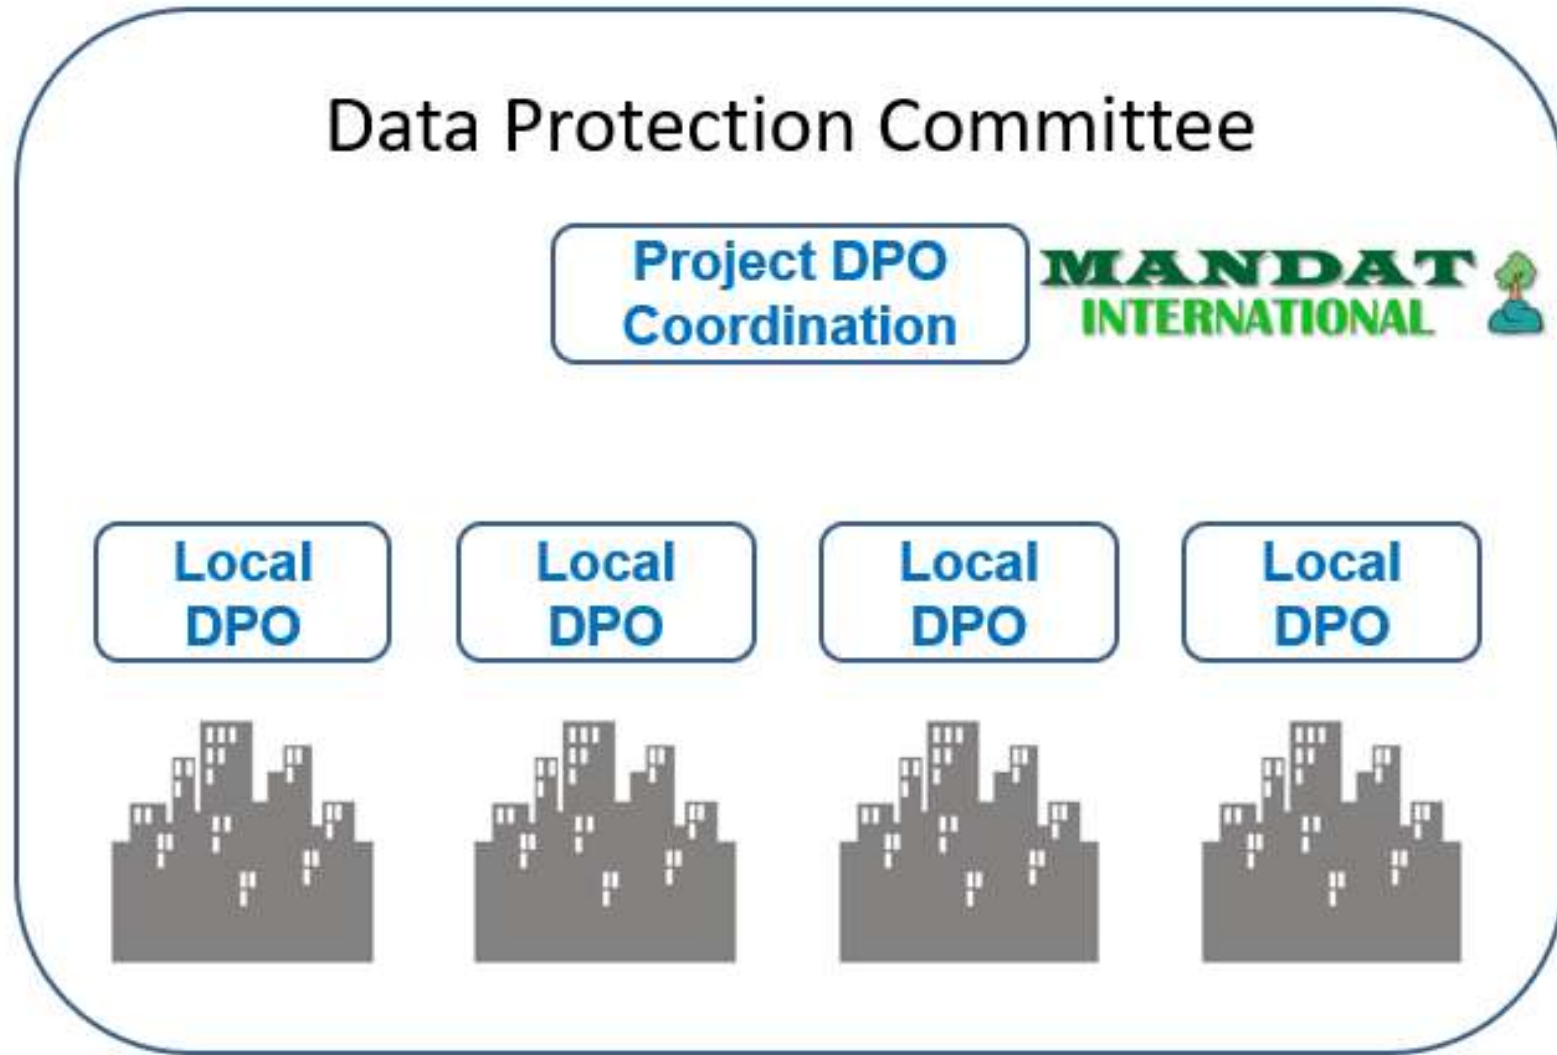 Data Protection Committee
Project DPO
Coordination
MANDAT
INTERNATIONAL
Local
DPO
Local
DPO
Local
DPO
Local
DPO